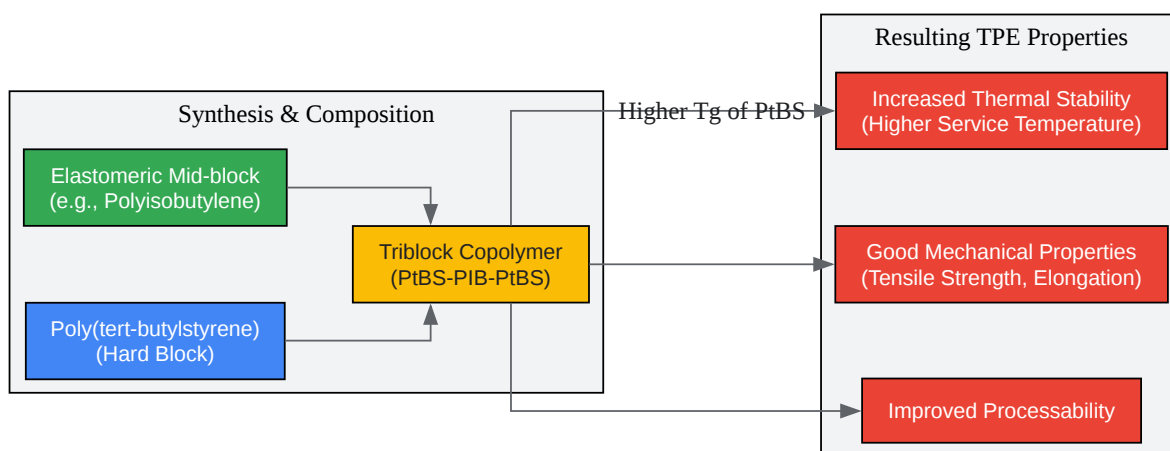 Synthesis & Composition
Elastomeric Mid-block
(e.g., Polyisobutylene)
Poly(tert-butylstyrene)
(Hard Block)
Triblock Copolymer
(PtBS-PIB-PtBS)
Higher Tg of PtBS
Resulting TPE Properties
Increased Thermal Stability
(Higher Service Temperature)
Good Mechanical Properties
(Tensile Strength, Elongation)
Improved Processability